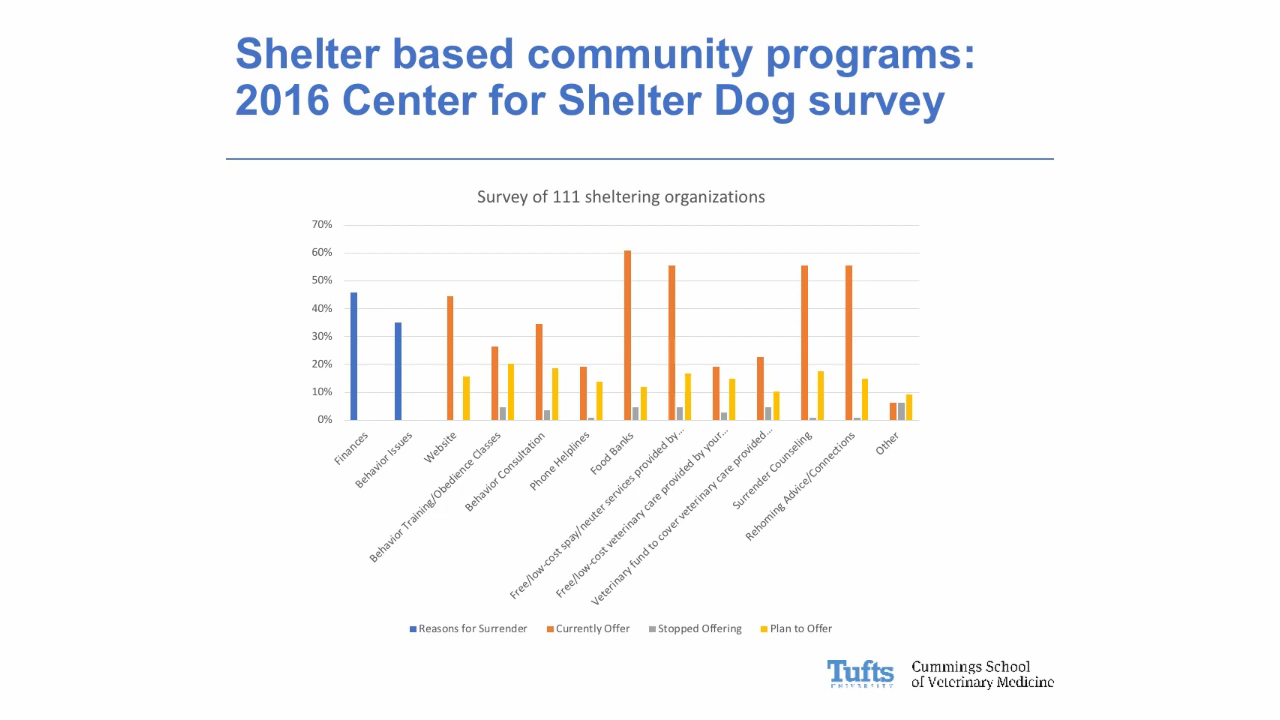 Shelter based community programs:
2016 Center for Shelter Dog survey
Survey of 111 sheltering organizations
70%
60%
50%
40%
30%
20%
10%
0%
Finances
Behavior Issues
Website
Behavior Training/Obedience Classes
Behavior Consultation
Phone Helplines
Food Banks
Free/low-cost spay/neuter services provided by...
Free/low-cost veterinary care provided by your...
Veterinary fund to cover veterinary care provided...
Surrender Counseling
Rehoming Advice/Connections
Other
Reasons for Surrender
Currently Offer
Stopped Offering
Plan to Offer
Tufts
UNIVERSITY
Cummings School
of Veterinary Medicine